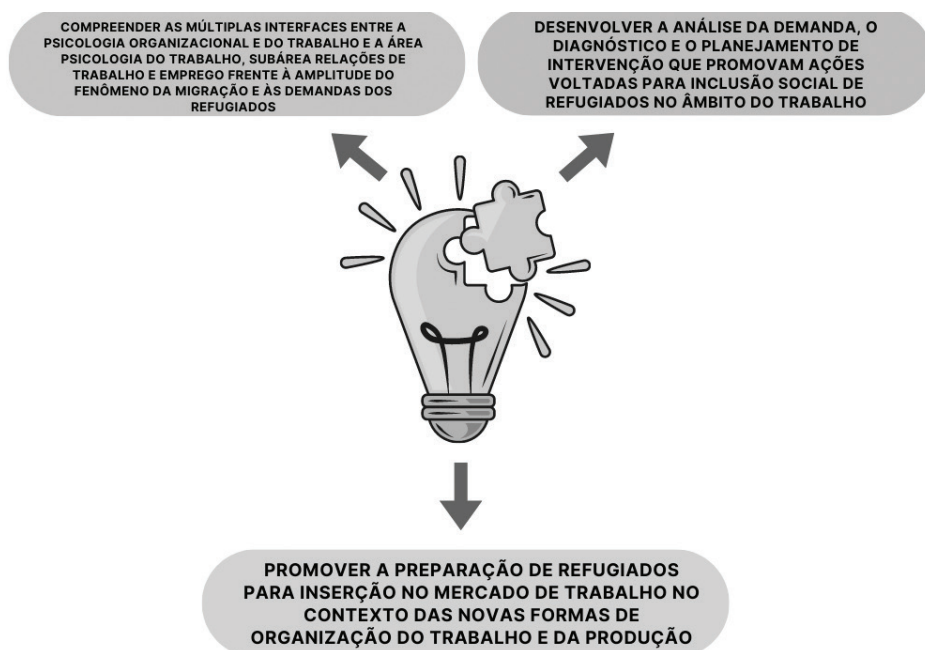 COMPREENDER AS MÚLTIPLAS INTERFACES ENTRE A
PSICOLOGIA ORGANIZACIONAL E DO TRABALHO E A ÁREA
PSICOLOGIA DO TRABALHO, SUBÁREA RELAÇÕES DE
TRABALHO E EMPREGO FRENTE À AMPLITUDE DO
FENÔMENO DA MIGRAÇÃO E ÀS DEMANDAS DOS
REFUGIADOS
DESENVOLVER A ANÁLISE DA DEMANDA, O
DIAGNÓSTICO E O PLANEJAMENTO DE
INTERVENÇÃO QUE PROMOVAM AÇÕES
VOLTADAS PARA INCLUSÃO SOCIAL DE
REFUGIADOS NO ÂMBITO DO TRABALHO
PROMOVER A PREPARAÇÃO DE REFUGIADOS
PARA INSERÇÃO NO MERCADO DE TRABALHO NO
CONTEXTO DAS NOVAS FORMAS DE
ORGANIZAÇÃO DO TRABALHO E DA PRODUÇÃO